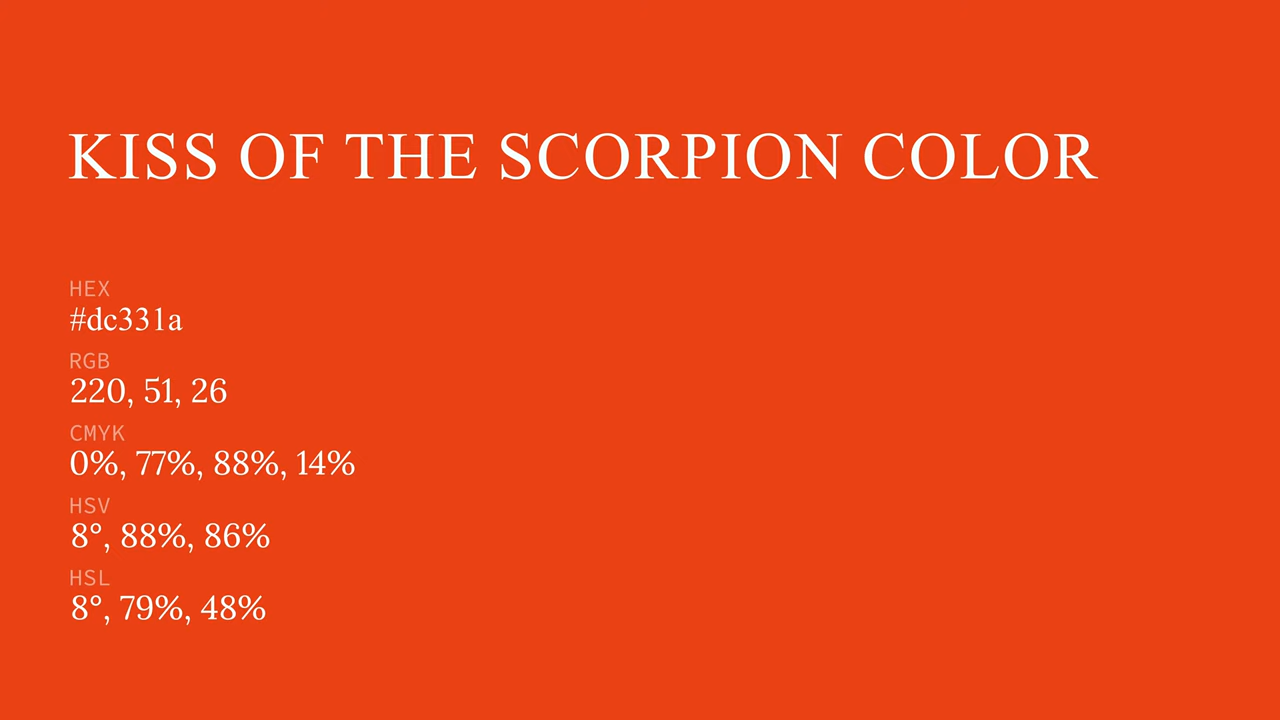 KISS OF THE SCORPION COLOR
HEX
#dc331a
RGB
220, 51, 26
CMYK
0%, 77%, 88%, 14%
HSV
8°, 88%, 86%
HSL
8°, 79%, 48%